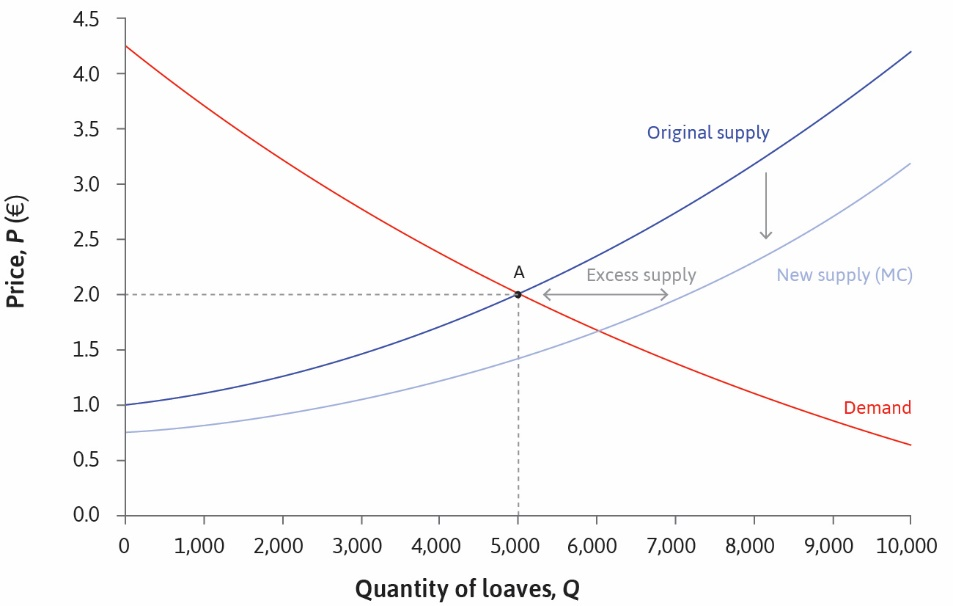 4.5
4.0
3.5
3.0
2.5
2.0
1.5
1.0
0.5
0.0
Price, P (€)
Original supply
A
Excess supply
New supply (MC)
Demand
0 1,000 2,000 3,000 4,000 5,000 6,000 7,000 8,000 9,000 10,000
Quantity of loaves, Q